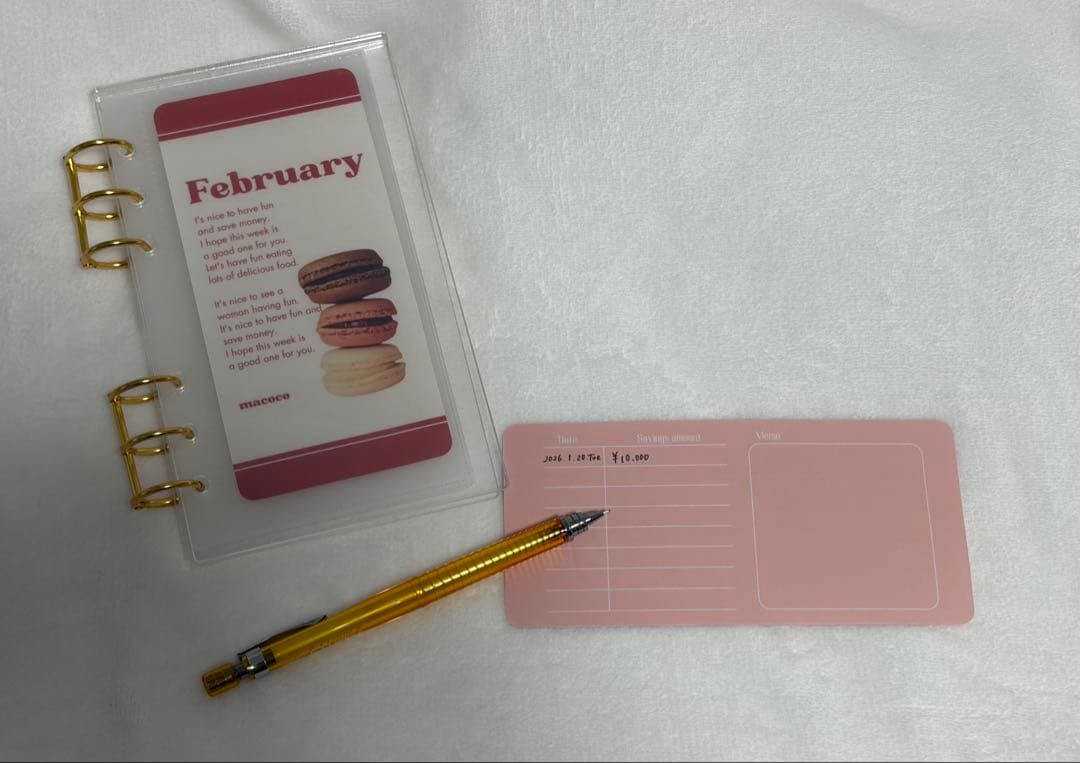 February
I's nice to have fun
and save money.
I hope this week is
a good one for you.
Let's have fun eating
lots of delicious food.
It's nice to see a
woman having fun.
It's nice to have fun and
save money.
I hope this week is
a good one for you.
macoco
Date Savings amount Memo
2026 1.20 Tue ¥10.000